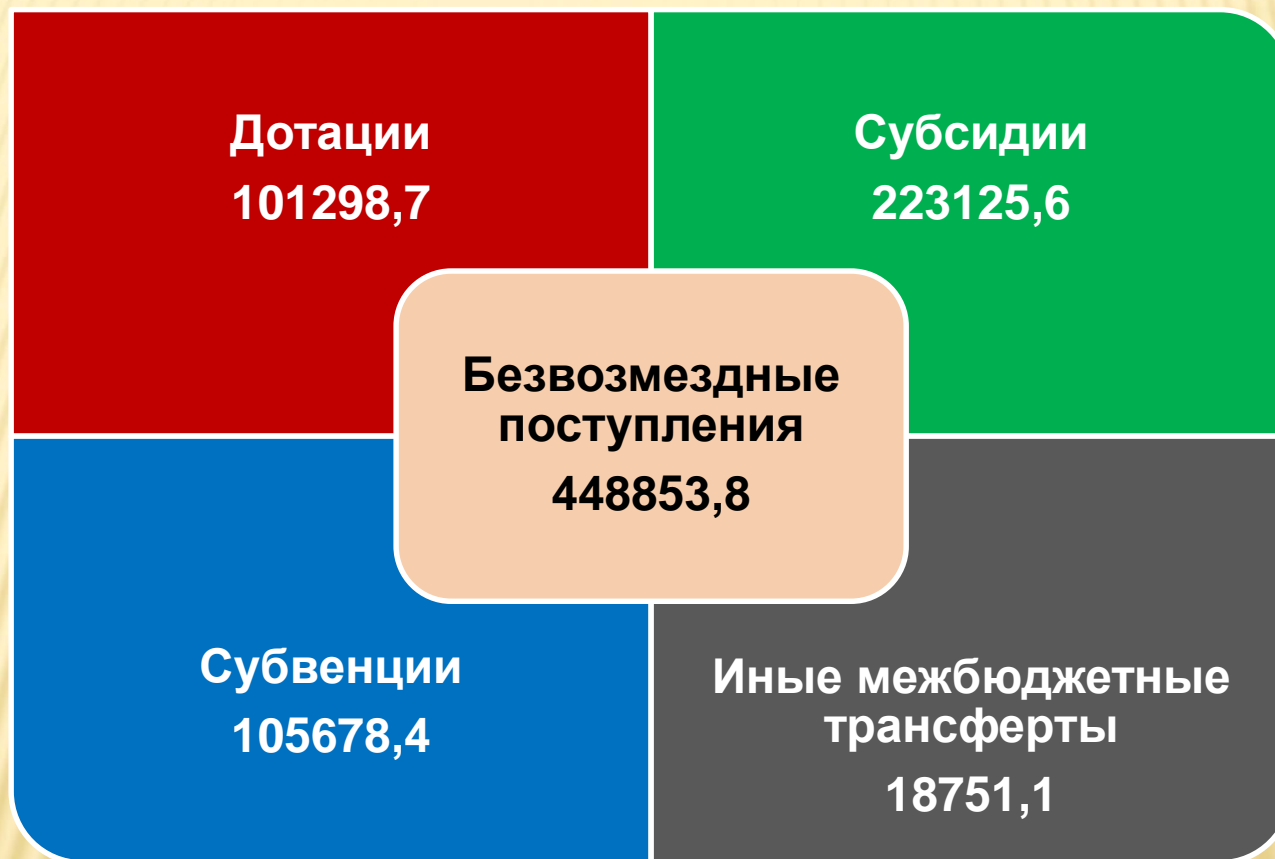 Дотации
101298,7
Субсидии
223125,6
Безвозмездные
поступления
448853,8
Субвенции
105678,4
Иные межбюджетные
трансферты
18751,1